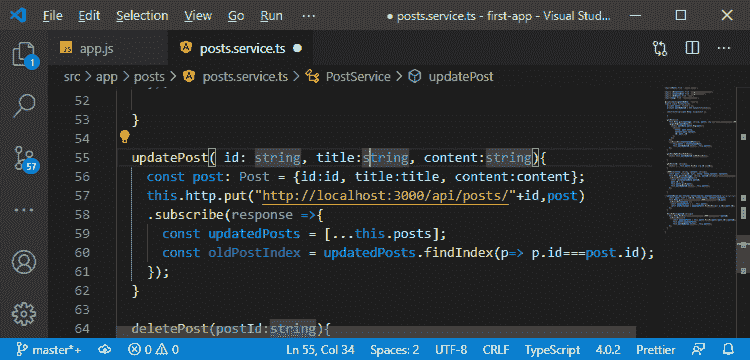 File Edit Selection View Go Run ··· ● posts.service.ts - first-app - Visual Stud...
JS app.js posts.service.ts ●
src > app > posts > posts.service.ts > PostService > updatePost
1
57
52
53 }
54
55 updatePost( id: string, title:string, content:string){
56 const post: Post = {id:id, title:title, content:content};
57 this.http.put("http://localhost:3000/api/posts/"+id,post)
58 .subscribe(response =>{
59 const updatedPosts = [...this.posts];
60 const oldPostIndex = updatedPosts.findIndex(p=> p.id===post.id);
61 });
62 }
63
64 deletePost(postId:string){
master*+ 0 0 Ln 55, Col 34 Spaces: 2 UTF-8 CRLF TypeScript 4.0.2 Prettier